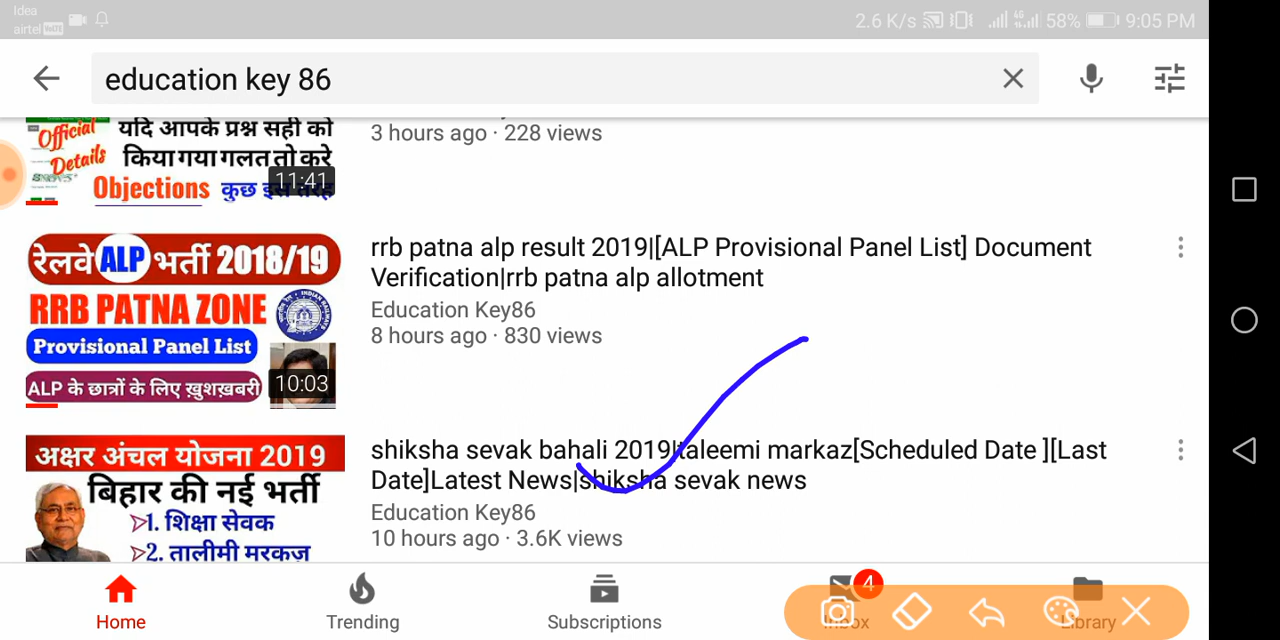 Idea
airtel
2.6 K/s 4G 58% 9:05 PM
education key 86
Official
Details
यदि आपके प्रश्न सही को
किया गया गलत तो करे
Objections कुछ इस तरह
11:41
3 hours ago · 228 views
रेलवे ALP भर्ती 2018/19
RRB PATNA ZONE
Provisional Panel List
ALP के छात्रों के लिए ख़ुशख़बरी
10:03
rrb patna alp result 2019|[ALP Provisional Panel List] Document
Verification|rrb patna alp allotment
Education Key86
8 hours ago · 830 views
अक्षर अंचल योजना 2019
बिहार की नई भर्ती
1. शिक्षा सेवक
2. तालीमी मरकज़
shiksha sevak bahali 2019|taleemi markaz[Scheduled Date ][Last
Date]Latest News|shiksha sevak news
Education Key86
10 hours ago · 3.6K views
Home
Trending
Subscriptions
Inbox
4
Library